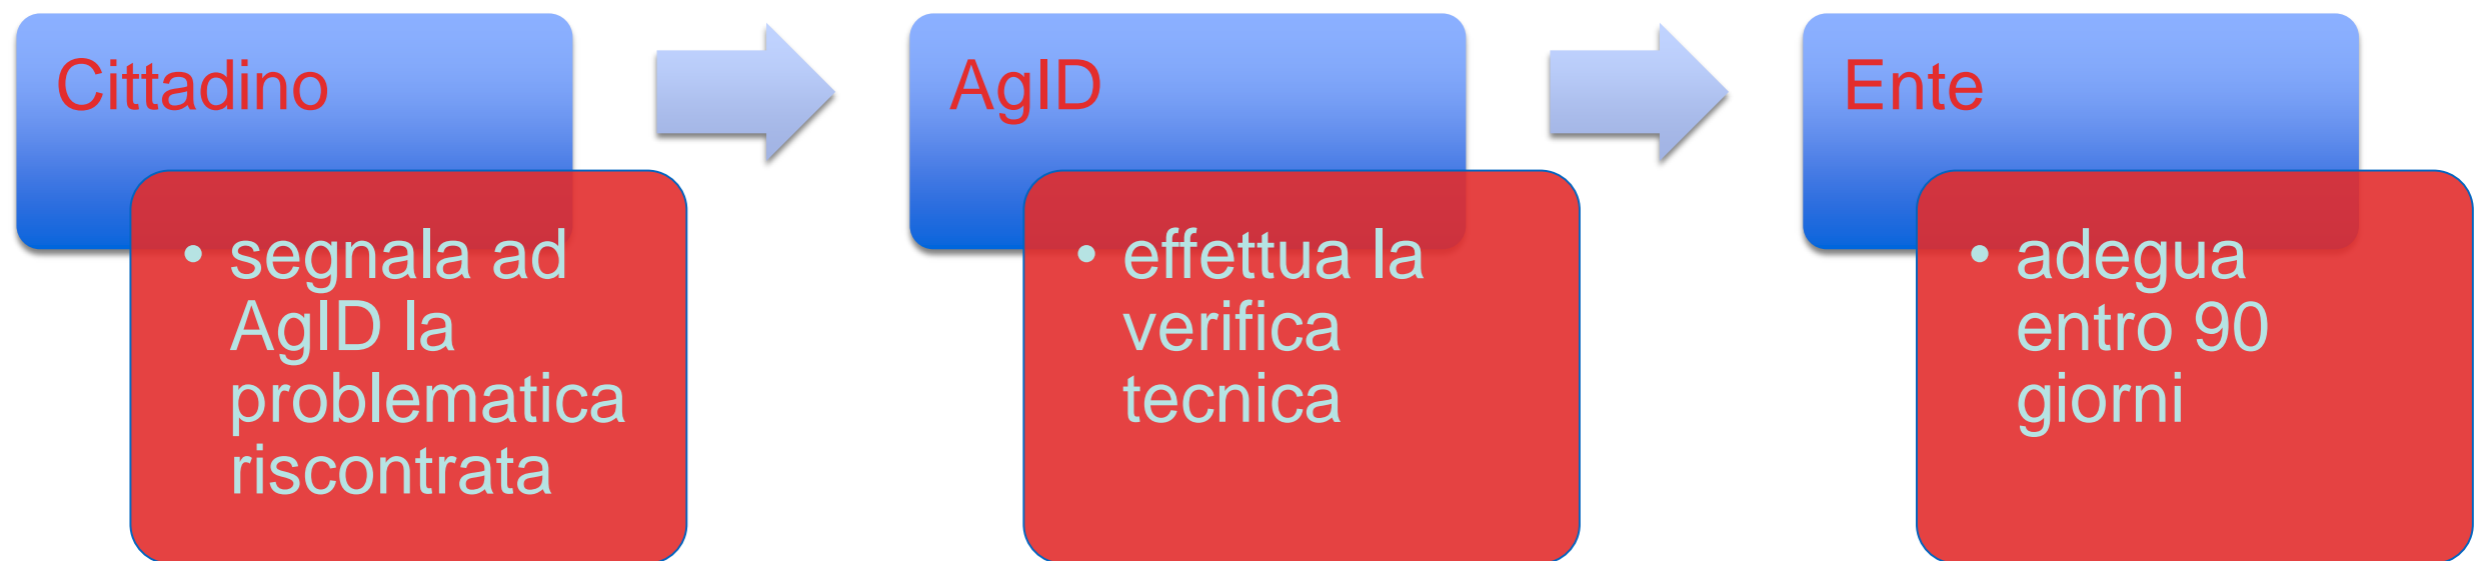 Cittadino
• segnala ad
AgID la
problematica
riscontrata
AgID
• effettua la
verifica
tecnica
Ente
• adegua
entro 90
giorni